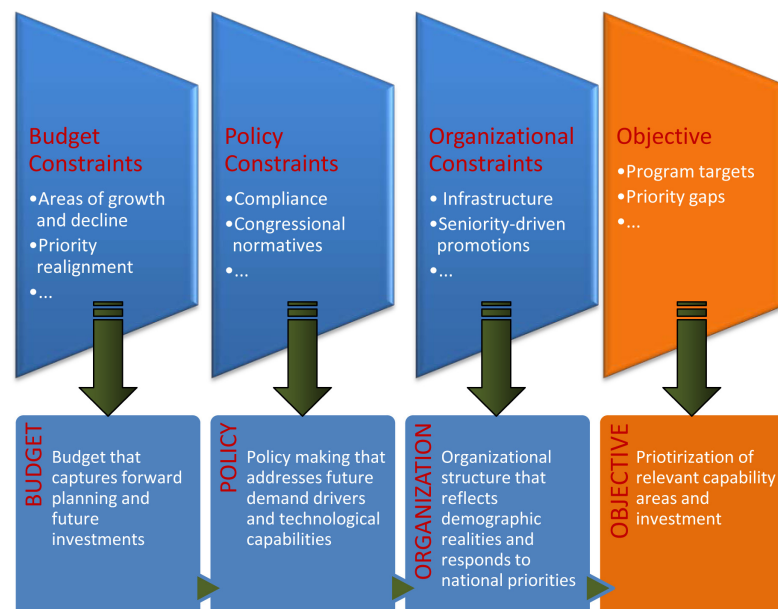 Budget
Constraints
•Areas of growth
and decline
•Priority
realignment
•...
Policy
Constraints
•Compliance
•Congressional
normatives
•...
Organizational
Constraints
• Infrastructure
•Seniority-driven
promotions
•...
Objective
•Program targets
•Priority gaps
•...
BUDGET
Budget that
captures forward
planning and
future
investments
POLICY
Policy making that
addresses future
demand drivers
and technological
capabilities
ORGANIZATION
Organizational
structure that
reflects
demographic
realities and
responds to
national priorities
OBJECTIVE
Priotirization of
relevant capability
areas and
investment